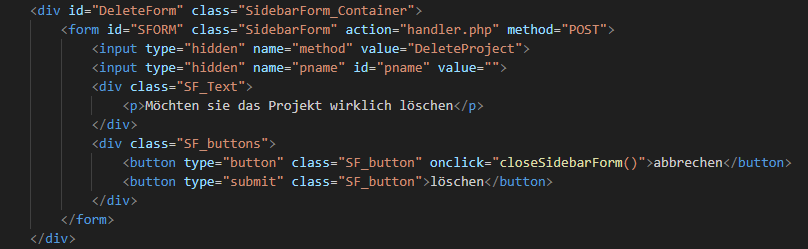 <div id="DeleteForm" class="SidebarForm_Container">
<form id="SFORM" class="SidebarForm" action="handler.php" method="POST">
<input type="hidden" name="method" value="DeleteProject">
<input type="hidden" name="pname" id="pname" value="">
<div class="SF_Text">
<p>Möchten sie das Projekt wirklich löschen</p>
</div>
<div class="SF_buttons">
<button type="button" class="SF_button" onclick="closeSidebarForm()">abbrechen</button>
<button type="submit" class="SF_button">löschen</button>
</div>
</form>
</div>